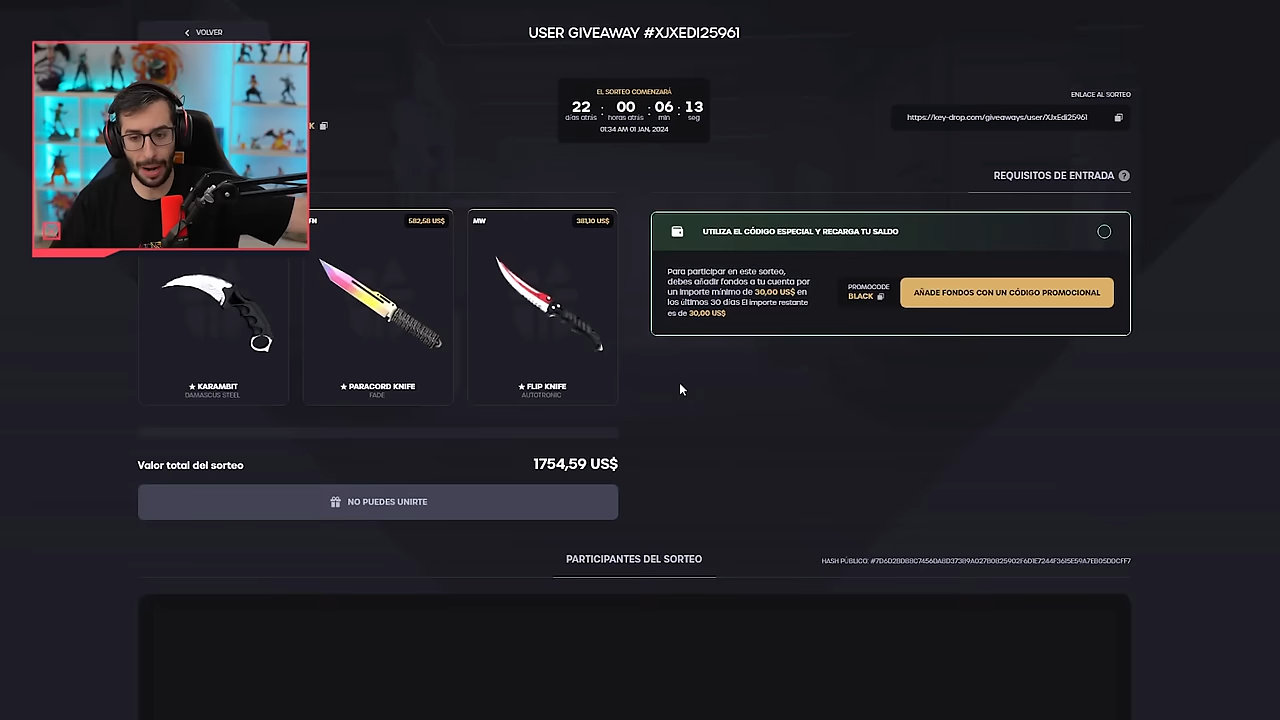 VOLVER
USER GIVEAWAY #XJXEDI25961
EL SORTEO COMENZARÁ
22 : 00 : 06 : 13
días atrás horas atrás min seg
01:34 AM 01 JAN, 2024
ENLACE AL SORTEO
https://key-drop.com/giveaways/user/XJxEdi25961
K
REQUISITOS DE ENTRADA ?
FN 582,58 US$
MW 381,10 US$
UTILIZA EL CÓDIGO ESPECIAL Y RECARGA TU SALDO
Para participar en este sorteo,
debes añadir fondos a tu cuenta por
un importe mínimo de 30,00 US$ en
los últimos 30 días El importe restante
es de 30,00 US$
PROMOCODE
BLACK
AÑADE FONDOS CON UN CÓDIGO PROMOCIONAL
★ KARAMBIT
DAMASCUS STEEL
★ PARACORD KNIFE
FADE
★ FLIP KNIFE
AUTOTRONIC
Valor total del sorteo 1754,59 US$
NO PUEDES UNIRTE
PARTICIPANTES DEL SORTEO
HASH PÚBLICO: